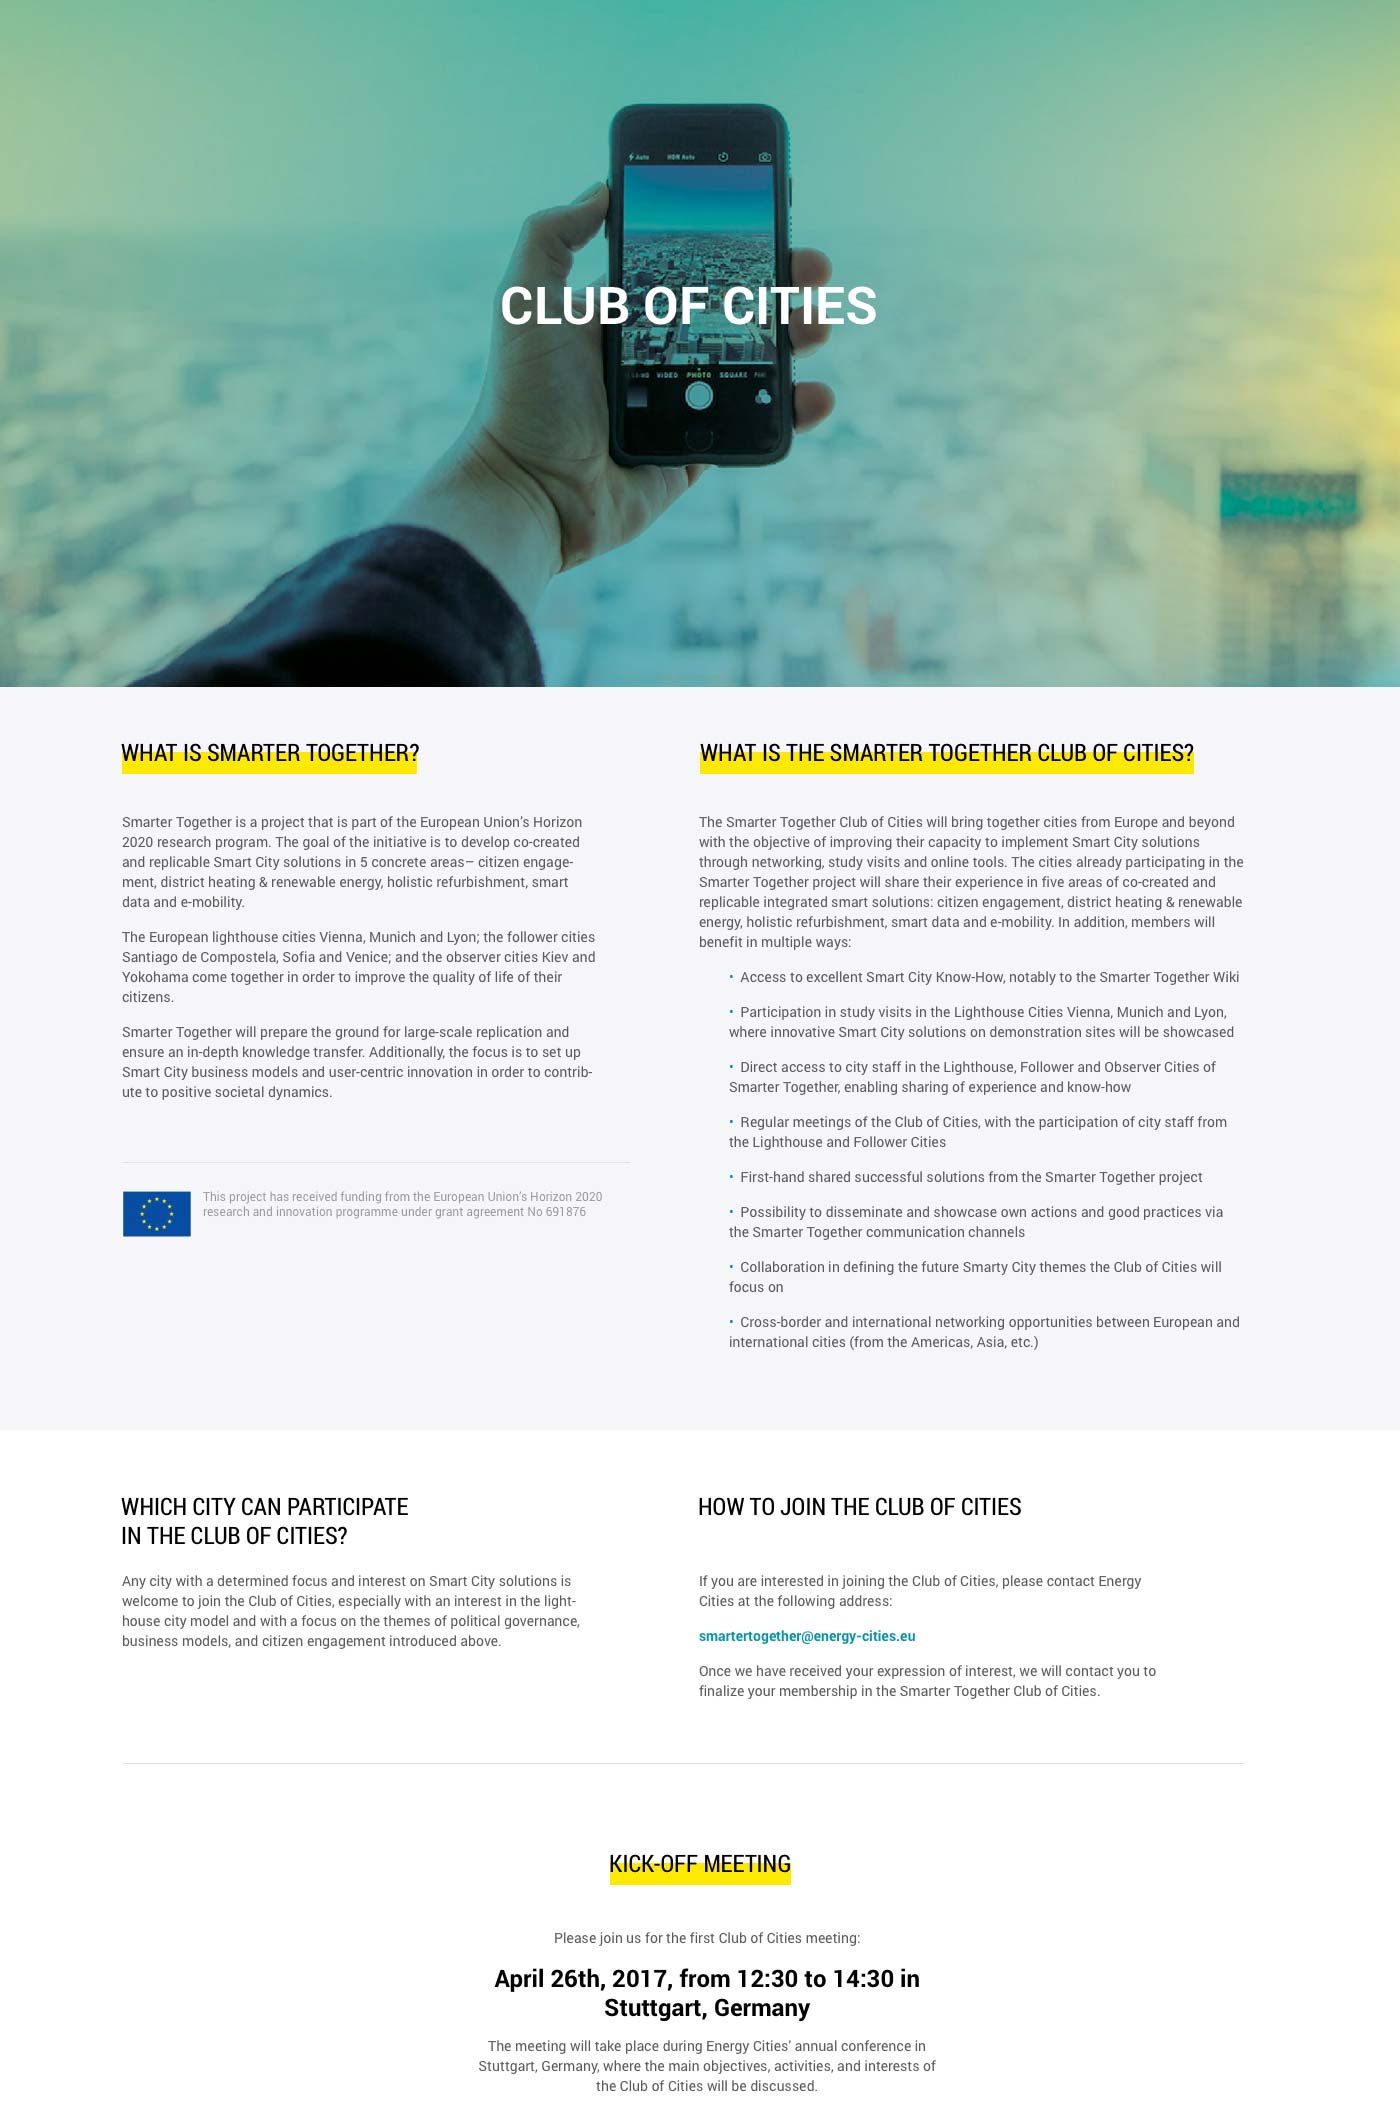 Auto HDR Auto
CLUB OF CITIES
VIDEO PHOTO SQUARE
WHAT IS SMARTER TOGETHER?
Smarter Together is a project that is part of the European Union’s Horizon
2020 research program. The goal of the initiative is to develop co-created
and replicable Smart City solutions in 5 concrete areas– citizen engage-
ment, district heating & renewable energy, holistic refurbishment, smart
data and e-mobility.
The European lighthouse cities Vienna, Munich and Lyon; the follower cities
Santiago de Compostela, Sofia and Venice; and the observer cities Kiev and
Yokohama come together in order to improve the quality of life of their
citizens.
Smarter Together will prepare the ground for large-scale replication and
ensure an in-depth knowledge transfer. Additionally, the focus is to set up
Smart City business models and user-centric innovation in order to contrib-
ute to positive societal dynamics.
This project has received funding from the European Union’s Horizon 2020
research and innovation programme under grant agreement No 691876
WHAT IS THE SMARTER TOGETHER CLUB OF CITIES?
The Smarter Together Club of Cities will bring together cities from Europe and beyond
with the objective of improving their capacity to implement Smart City solutions
through networking, study visits and online tools. The cities already participating in the
Smarter Together project will share their experience in five areas of co-created and
replicable integrated smart solutions: citizen engagement, district heating & renewable
energy, holistic refurbishment, smart data and e-mobility. In addition, members will
benefit in multiple ways:
• Access to excellent Smart City Know-How, notably to the Smarter Together Wiki
• Participation in study visits in the Lighthouse Cities Vienna, Munich and Lyon,
where innovative Smart City solutions on demonstration sites will be showcased
• Direct access to city staff in the Lighthouse, Follower and Observer Cities of
Smarter Together, enabling sharing of experience and know-how
• Regular meetings of the Club of Cities, with the participation of city staff from
the Lighthouse and Follower Cities
• First-hand shared successful solutions from the Smarter Together project
• Possibility to disseminate and showcase own actions and good practices via
the Smarter Together communication channels
• Collaboration in defining the future Smarty City themes the Club of Cities will
focus on
• Cross-border and international networking opportunities between European and
international cities (from the Americas, Asia, etc.)
WHICH CITY CAN PARTICIPATE
IN THE CLUB OF CITIES?
Any city with a determined focus and interest on Smart City solutions is
welcome to join the Club of Cities, especially with an interest in the light-
house city model and with a focus on the themes of political governance,
business models, and citizen engagement introduced above.
HOW TO JOIN THE CLUB OF CITIES
If you are interested in joining the Club of Cities, please contact Energy
Cities at the following address:
smartertogether@energy-cities.eu
Once we have received your expression of interest, we will contact you to
finalize your membership in the Smarter Together Club of Cities.
KICK-OFF MEETING
Please join us for the first Club of Cities meeting:
April 26th, 2017, from 12:30 to 14:30 in
Stuttgart, Germany
The meeting will take place during Energy Cities’ annual conference in
Stuttgart, Germany, where the main objectives, activities, and interests of
the Club of Cities will be discussed.